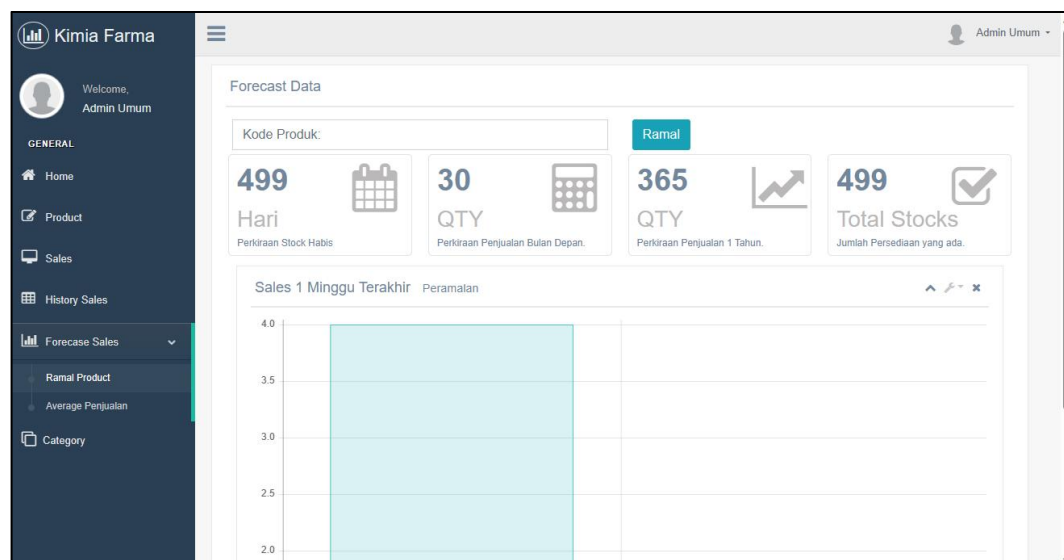 Kimia Farma
Admin Umum
Welcome,
Admin Umum
GENERAL
Home
Product
Sales
History Sales
Forecase Sales
Ramal Product
Average Penjualan
Category
Forecast Data
Kode Produk:
Ramal
499
Hari
Perkiraan Stock Habis
30
QTY
Perkiraan Penjualan Bulan Depan.
365
QTY
Perkiraan Penjualan 1 Tahun.
499
Total Stocks
Jumlah Persediaan yang ada.
Sales 1 Minggu Terakhir Peramalan
4.0
3.5
3.0
2.5
2.0